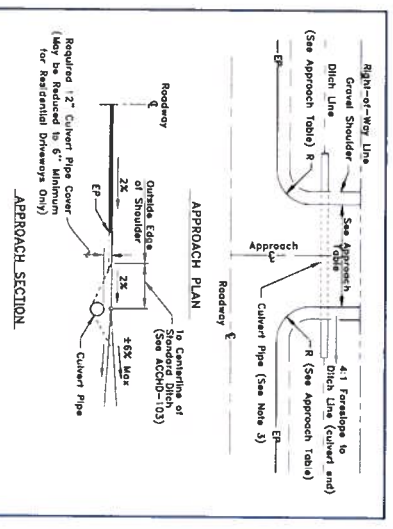 Right-of-Way Line
Gravel Shoulder
Ditch Line
(See Approach Table) R
EP
See Approach
Table
4:1 Foreslope to
Ditch Line (culvert end)
R (See Approach Table)
EP
Approach
℄
Culvert Pipe (See Note 3)
Roadway
℄
APPROACH PLAN
Roadway
℄
Outside Edge
of Shoulder
To Centerline of
Standard Ditch
(See ACCHD-103)
2%
2%
±6% Max
EP
Culvert Pipe
Required 12" Culvert Pipe Cover
(May be Reduced to 6" Minimum
for Residential Driveways Only)
APPROACH SECTION